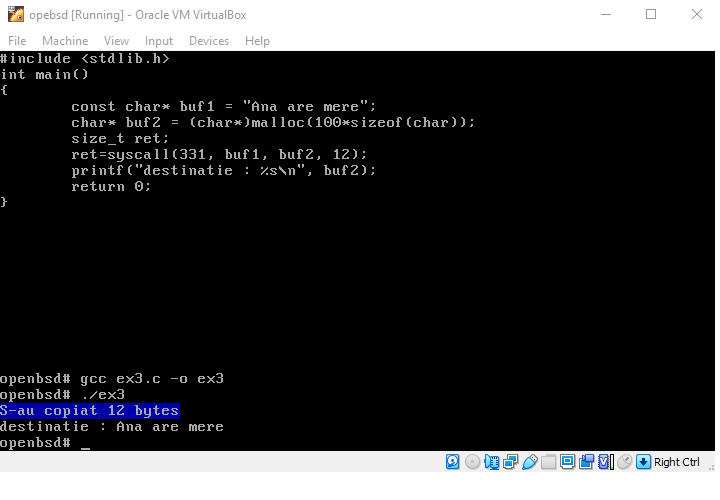 opebsd [Running] - Oracle VM VirtualBox
File Machine View Input Devices Help
#include <stdlib.h>
int main()
{
        const char* buf1 = "Ana are mere";
        char* buf2 = (char*)malloc(100*sizeof(char));
        size_t ret;
        ret=syscall(331, buf1, buf2, 12);
        printf("destinatie : %s\n", buf2);
        return 0;
}
openbsd# gcc ex3.c -o ex3
openbsd# ./ex3
S-au copiat 12 bytes
destinatie : Ana are mere
openbsd# _
Right Ctrl